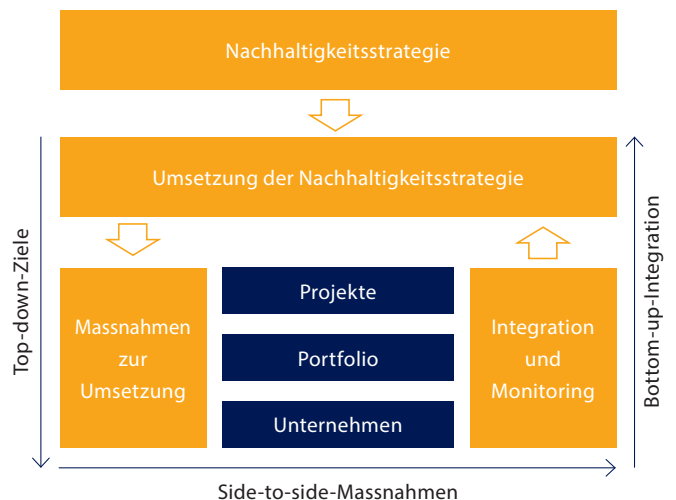 Nachhaltigkeitsstrategie
Umsetzung der Nachhaltigkeitsstrategie
Top-down-Ziele
Massnahmen
zur
Umsetzung
Projekte
Portfolio
Unternehmen
Integration
und
Monitoring
Bottom-up-Integration
Side-to-side-Massnahmen